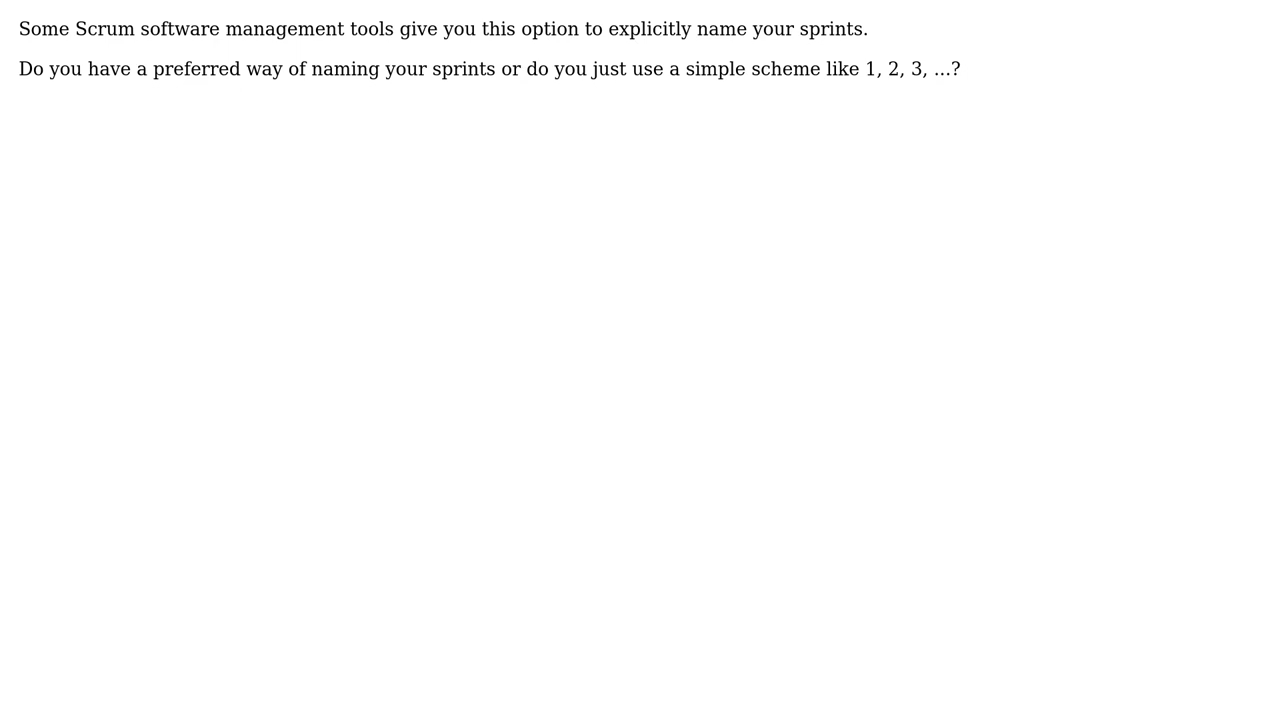 Some Scrum software management tools give you this option to explicitly name your sprints.
Do you have a preferred way of naming your sprints or do you just use a simple scheme like 1, 2, 3, ...?